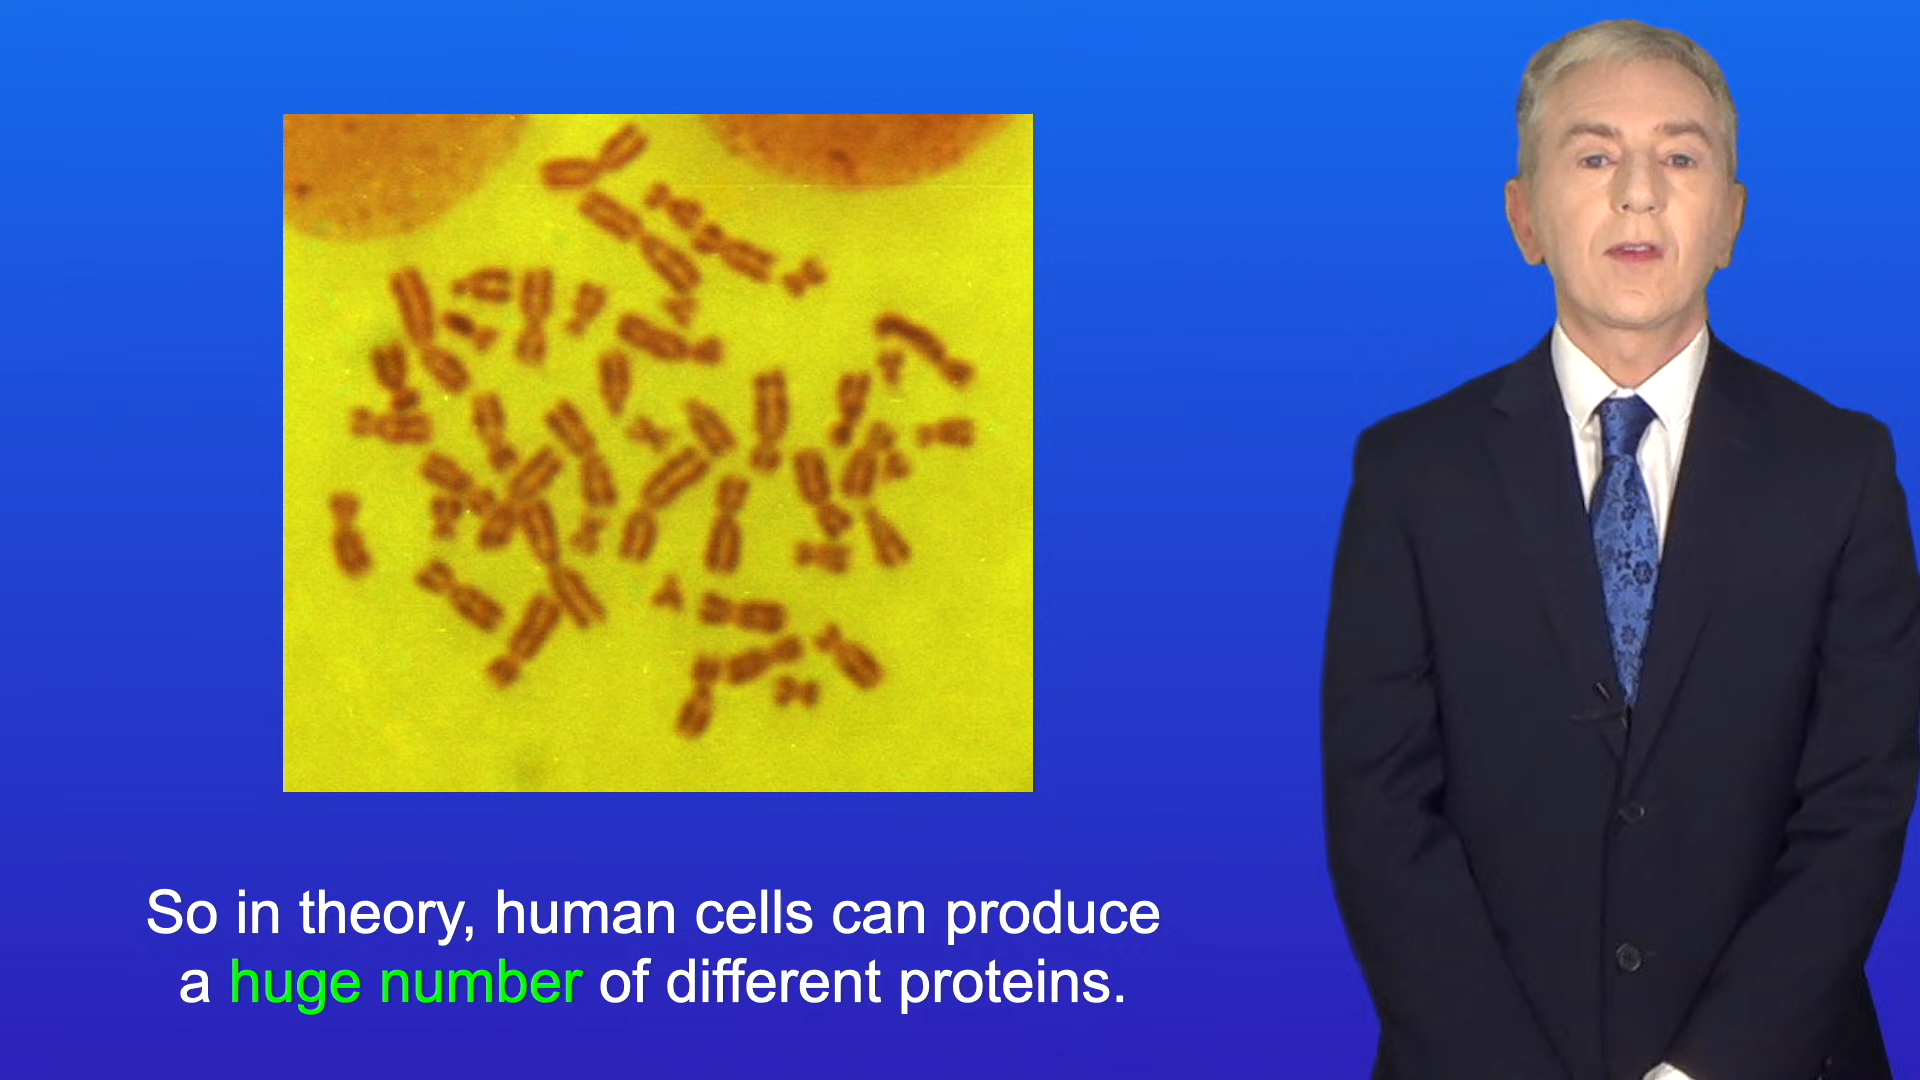 So in theory, human cells can produce
a huge number of different proteins.